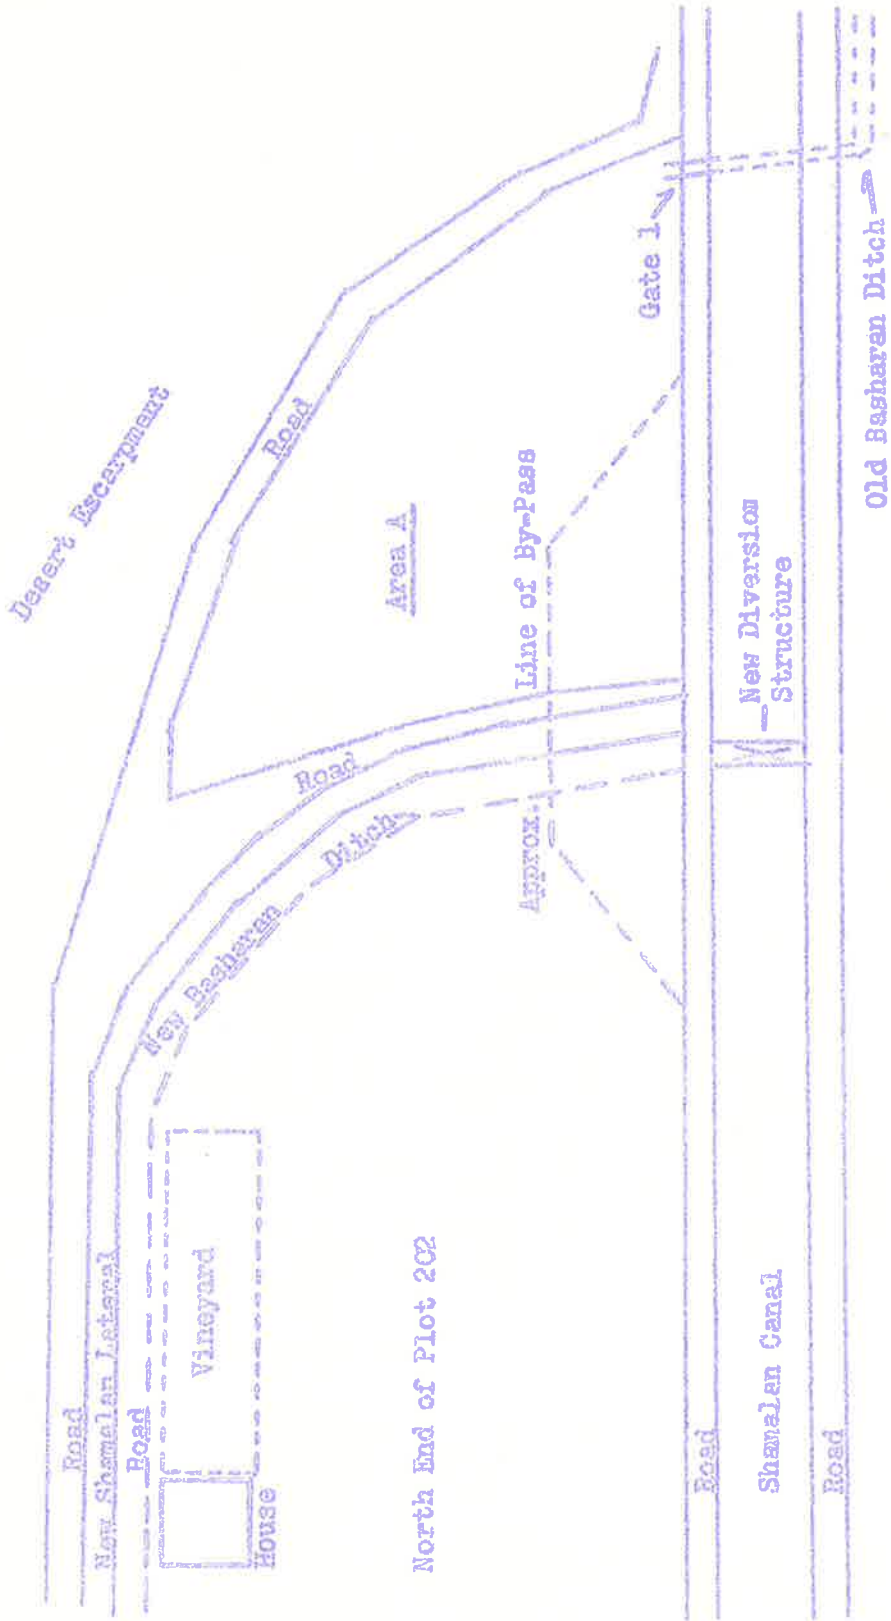 Desert Escarpment
Road
Area A
Gate 1
Old Basharan Ditch
Approx. Line of By-Pass
New Diversion
Structure
Road
New Basharan Ditch
Road
New Shamalan Lateral
Road
Vineyard
House
North End of Plot 202
Road
Shamalan Canal
Road